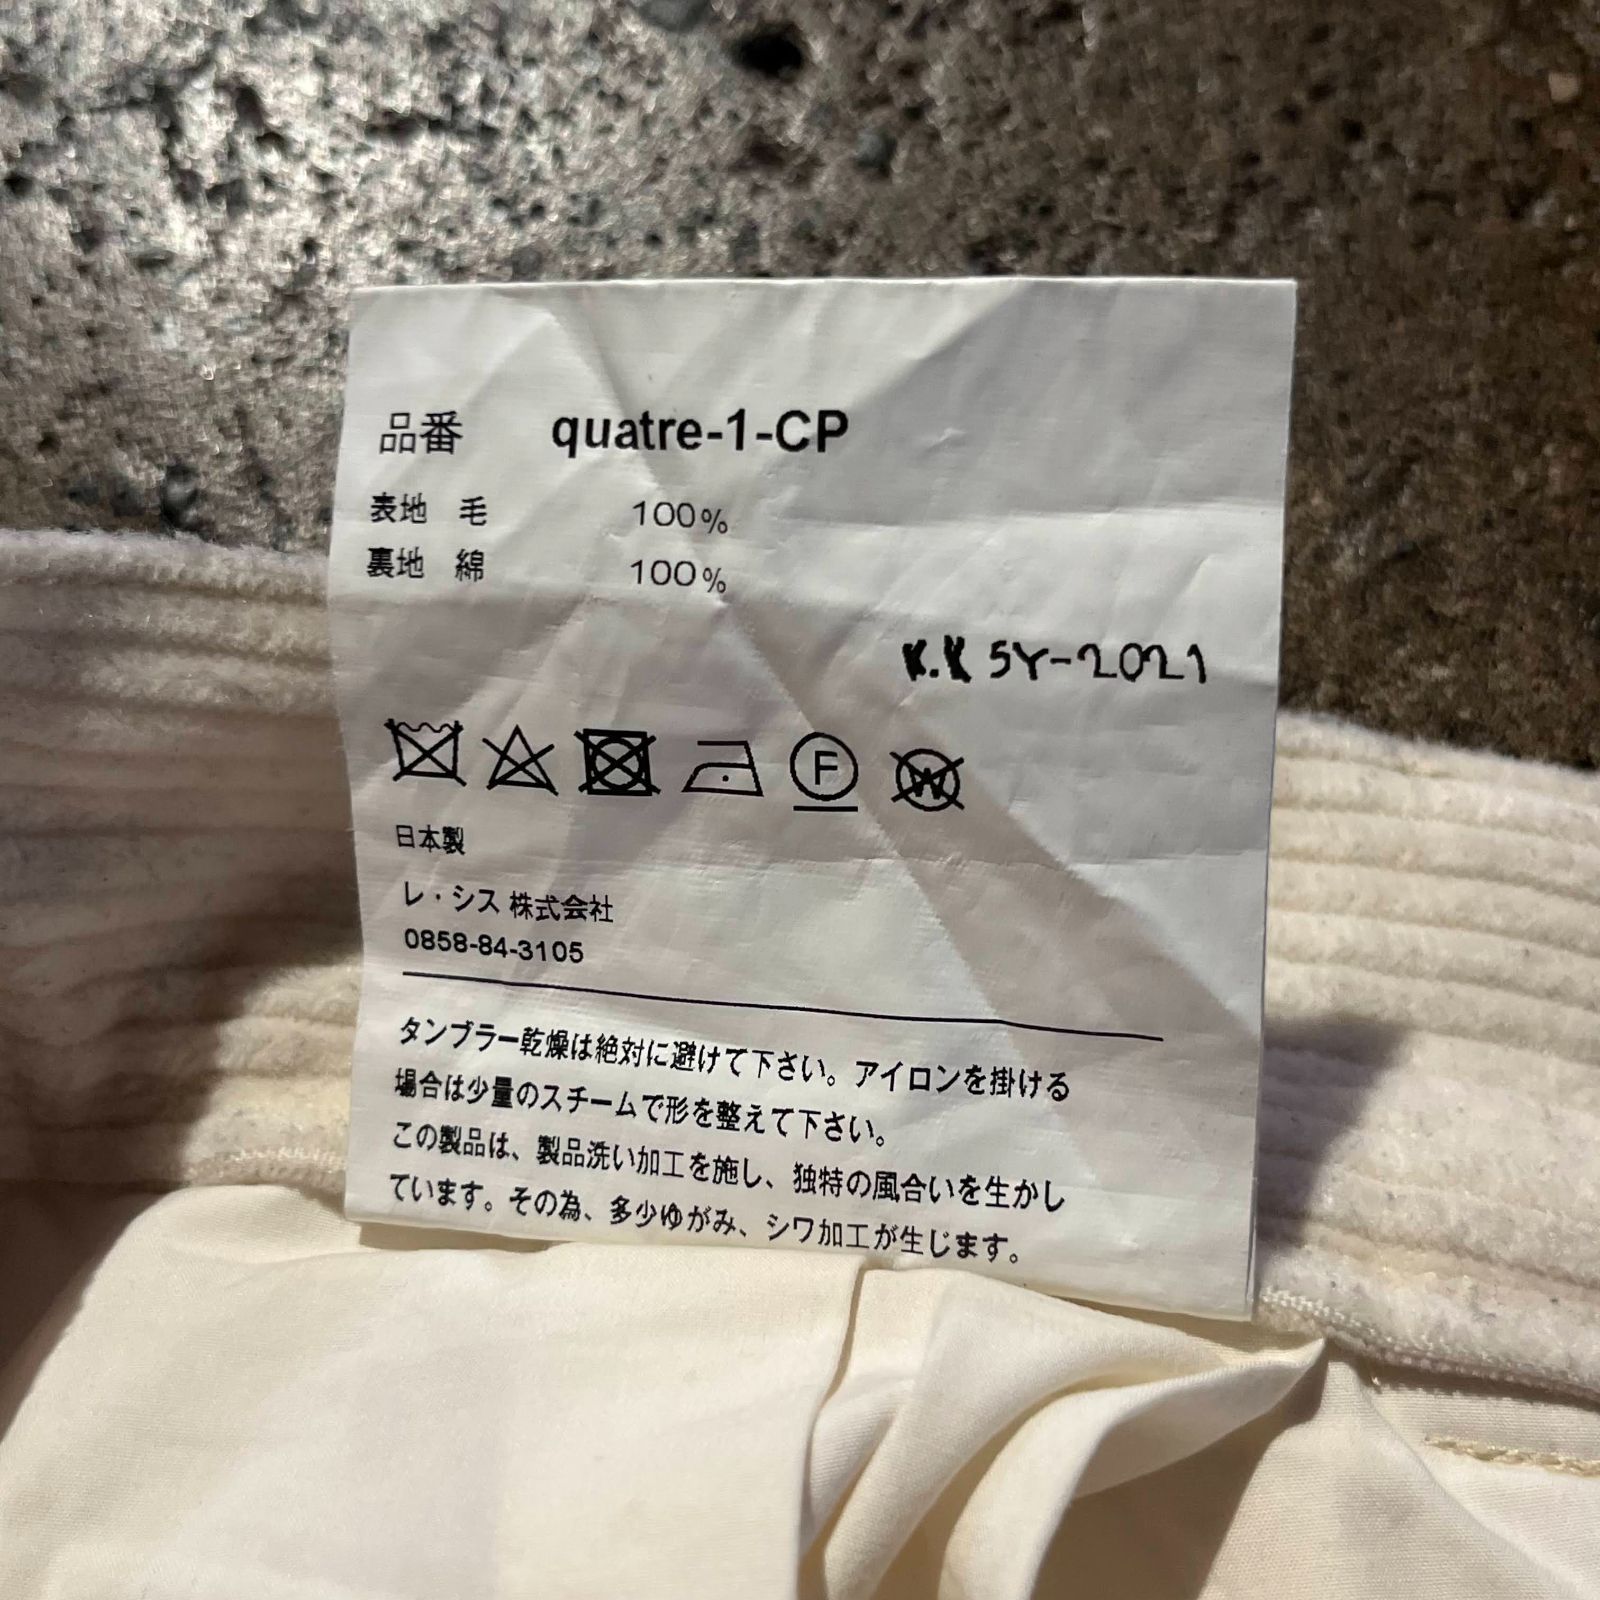 品番 quatre-1-CP
表地 毛 100%
裏地 綿 100%
K.K 5Y-2021
F
W
日本製
レ・シス 株式会社
0858-84-3105
タンブラー乾燥は絶対に避けて下さい。アイロンを掛ける
場合は少量のスチームで形を整えて下さい。
この製品は、製品洗い加工を施し、独特の風合いを生かし
ています。その為、多少ゆがみ、シワ加工が生じます。